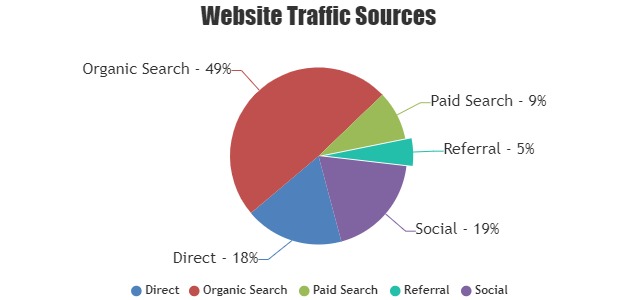 Website Traffic Sources
Organic Search - 49%
Paid Search - 9%
Referral - 5%
Social - 19%
Direct - 18%
Direct Organic Search Paid Search Referral Social